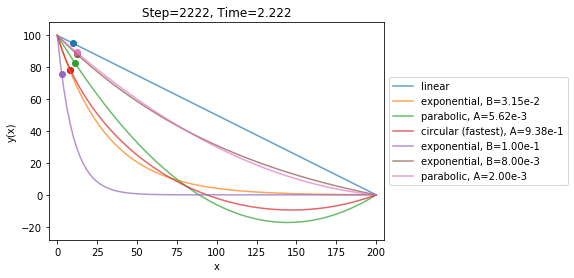 Step=2222, Time=2.222
100
80
60
40
20
0
−20
y(x)
0
25
50
75
100
125
150
175
200
x
linear
exponential, B=3.15e-2
parabolic, A=5.62e-3
circular (fastest), A=9.38e-1
exponential, B=1.00e-1
exponential, B=8.00e-3
parabolic, A=2.00e-3